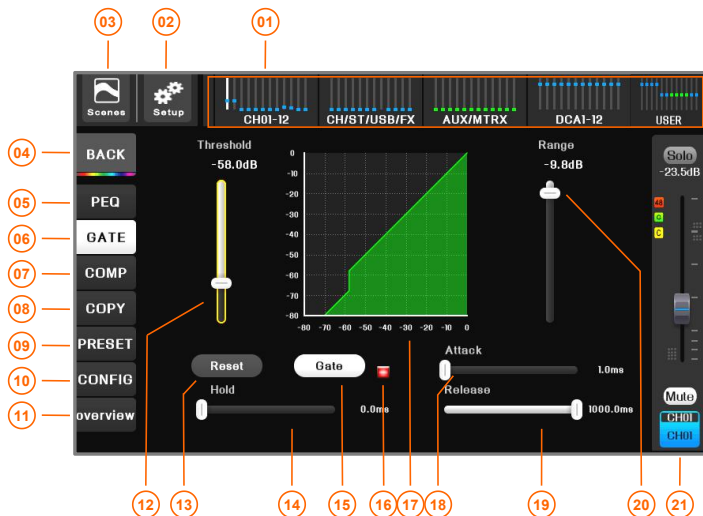 03
02
01
Scenes
Setup
CH01-12
CH/ST/USB/FX
AUX/MTRX
DCA1-12
USER
04
BACK
Threshold
-58.0dB
Range
-9.8dB
Solo
-23.5dB
0
-10
-20
-30
-40
-50
-60
-70
-80
-80 -70 -60 -50 -40 -30 -20 -10 0
48
G
C
05
PEQ
06
GATE
07
COMP
08
COPY
09
PRESET
10
CONFIG
11
overview
Reset
Gate
Attack
1.0ms
Hold
0.0ms
Release
1000.0ms
Mute
CH01
CH01
12
13
14
15
16
17
18
19
20
21